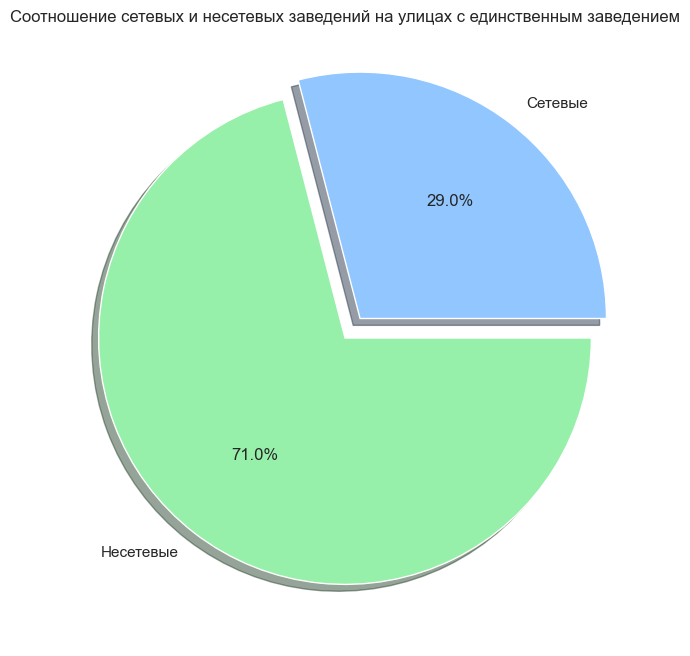 Соотношение сетевых и несетевых заведений на улицах с единственным заведением
Сетевые
29.0%
71.0%
Несетевые